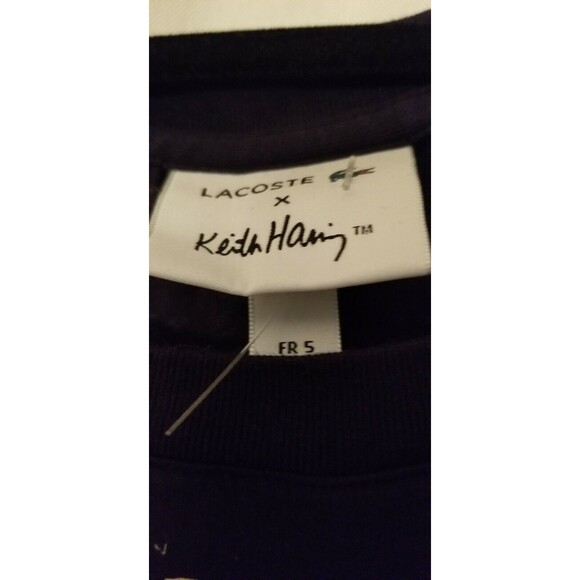 LACOSTE
X
Keith Haring ™
FR 5